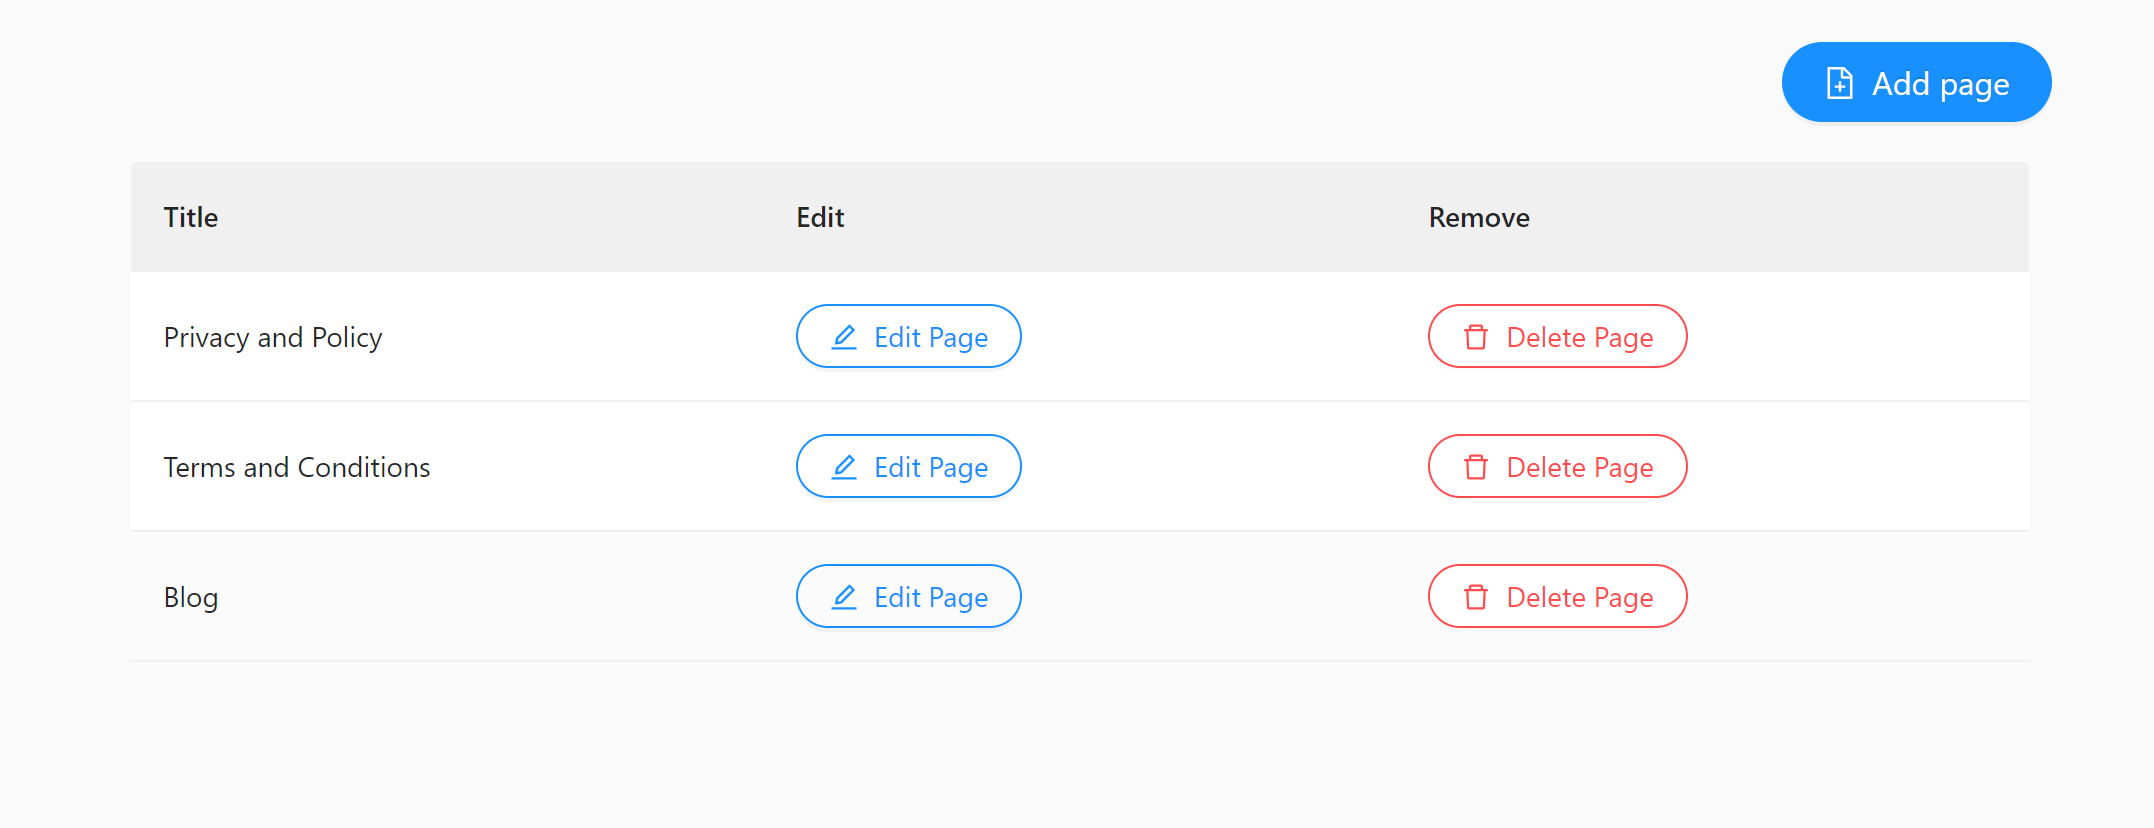 Add page
Title Edit Remove
Privacy and Policy Edit Page Delete Page
Terms and Conditions Edit Page Delete Page
Blog Edit Page Delete Page